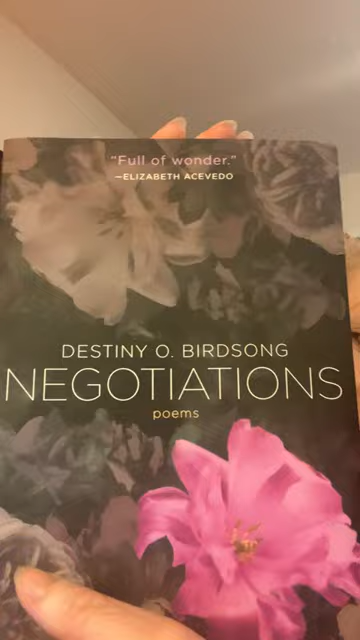 "Full of wonder."
—ELIZABETH ACEVEDO
DESTINY O. BIRDSONG
NEGOTIATIONS
poems